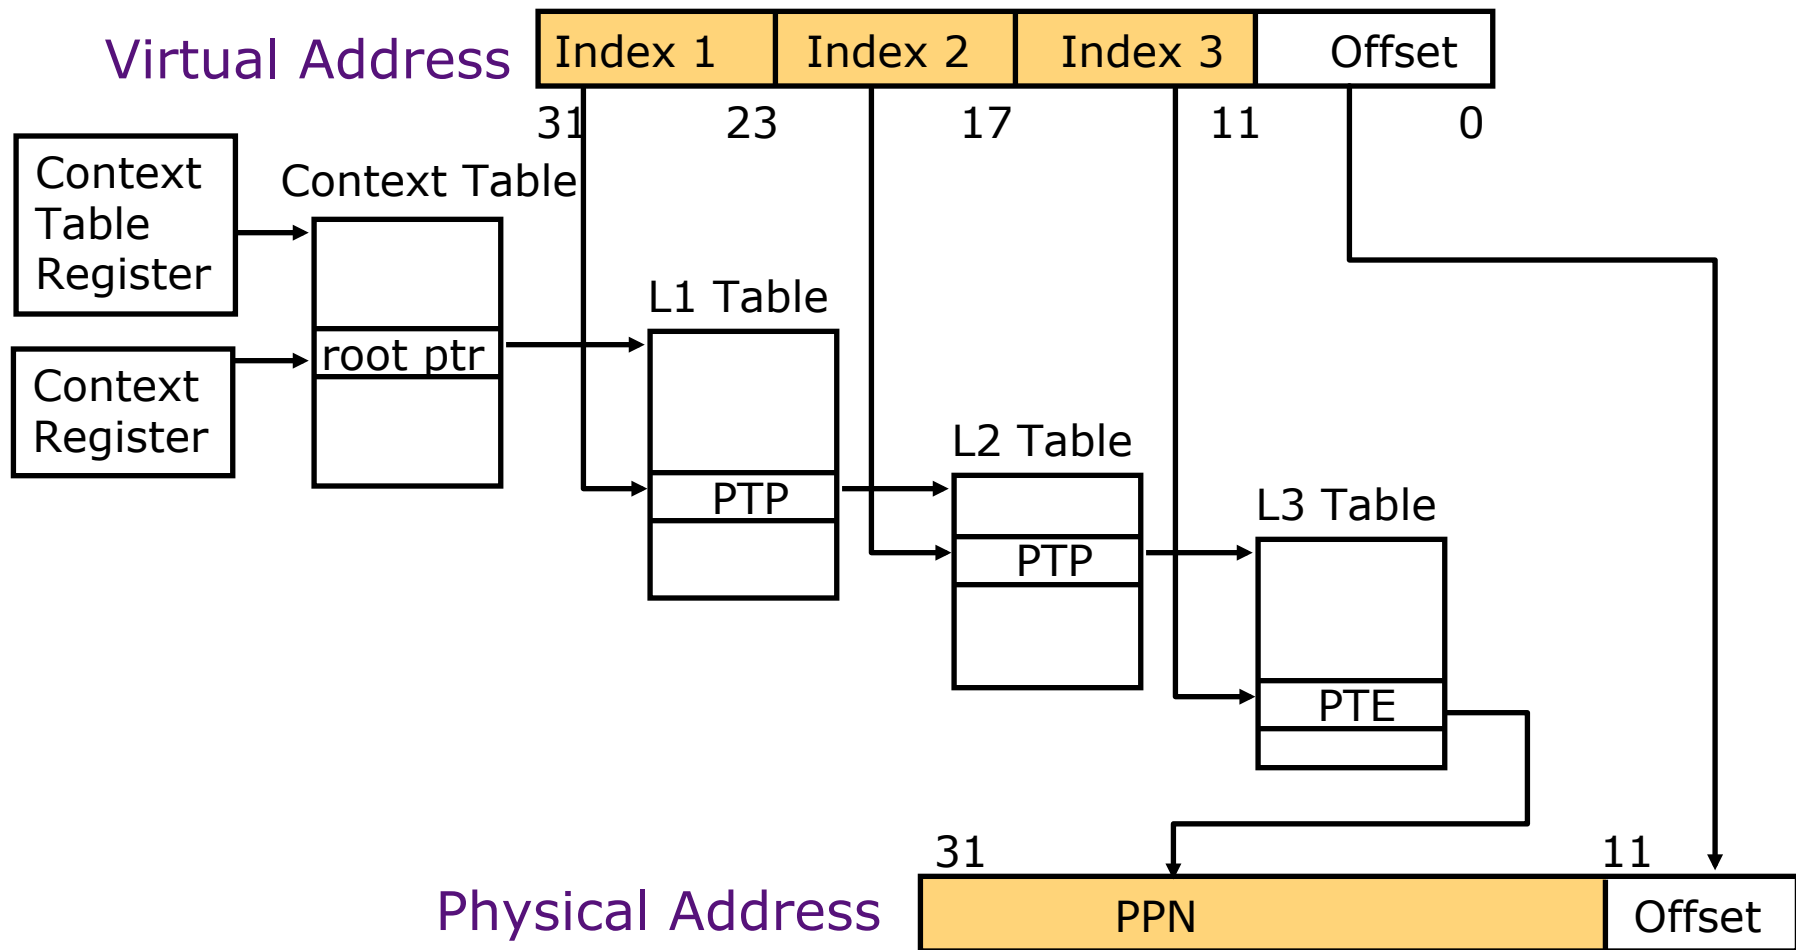 Virtual Address
Index 1
Index 2
Index 3
Offset
31
23
17
11
0
Context
Table
Register
Context Table
root ptr
Context
Register
L1 Table
PTP
L2 Table
PTP
L3 Table
PTE
31
11
Physical Address
PPN
Offset